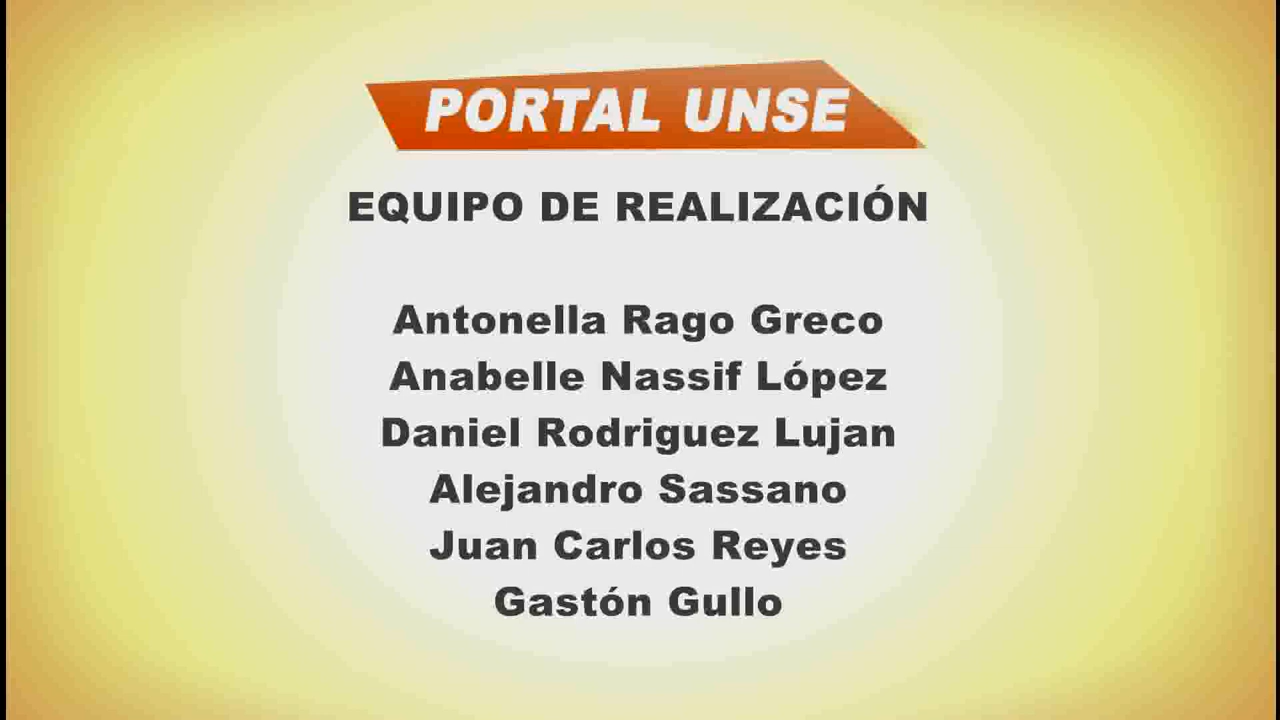 PORTAL UNSE
EQUIPO DE REALIZACIÓN
Antonella Rago Greco
Anabelle Nassif López
Daniel Rodriguez Lujan
Alejandro Sassano
Juan Carlos Reyes
Gastón Gullo